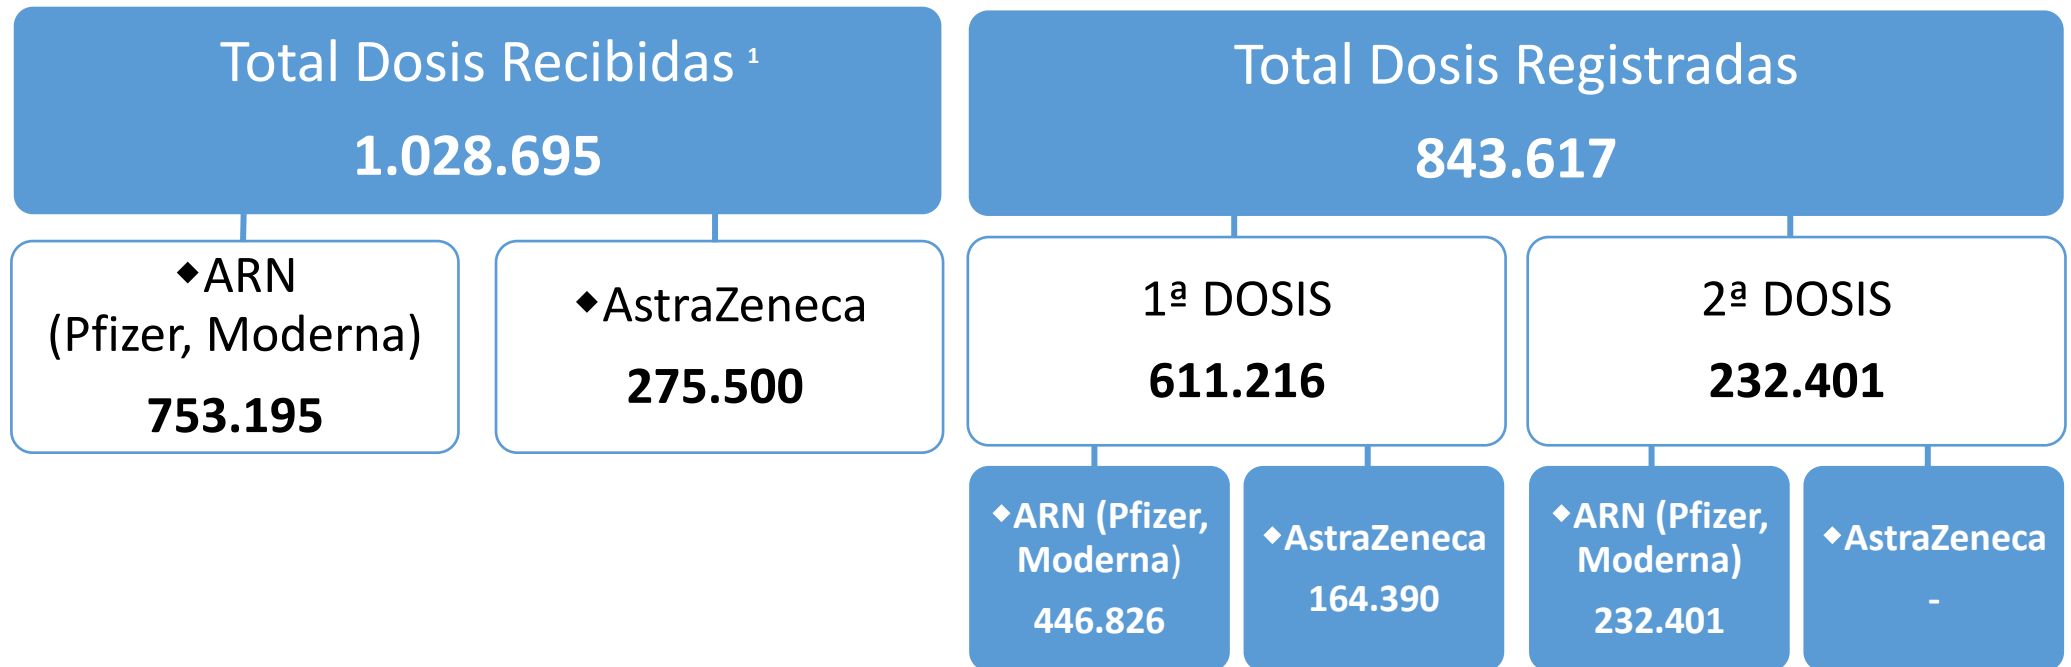 Total Dosis Recibidas ¹
1.028.695
◆ARN
(Pfizer, Moderna)
753.195
◆AstraZeneca
275.500
Total Dosis Registradas
843.617
1ª DOSIS
611.216
2ª DOSIS
232.401
◆ARN (Pfizer,
Moderna)
446.826
◆AstraZeneca
164.390
◆ARN (Pfizer,
Moderna)
232.401
◆AstraZeneca
-